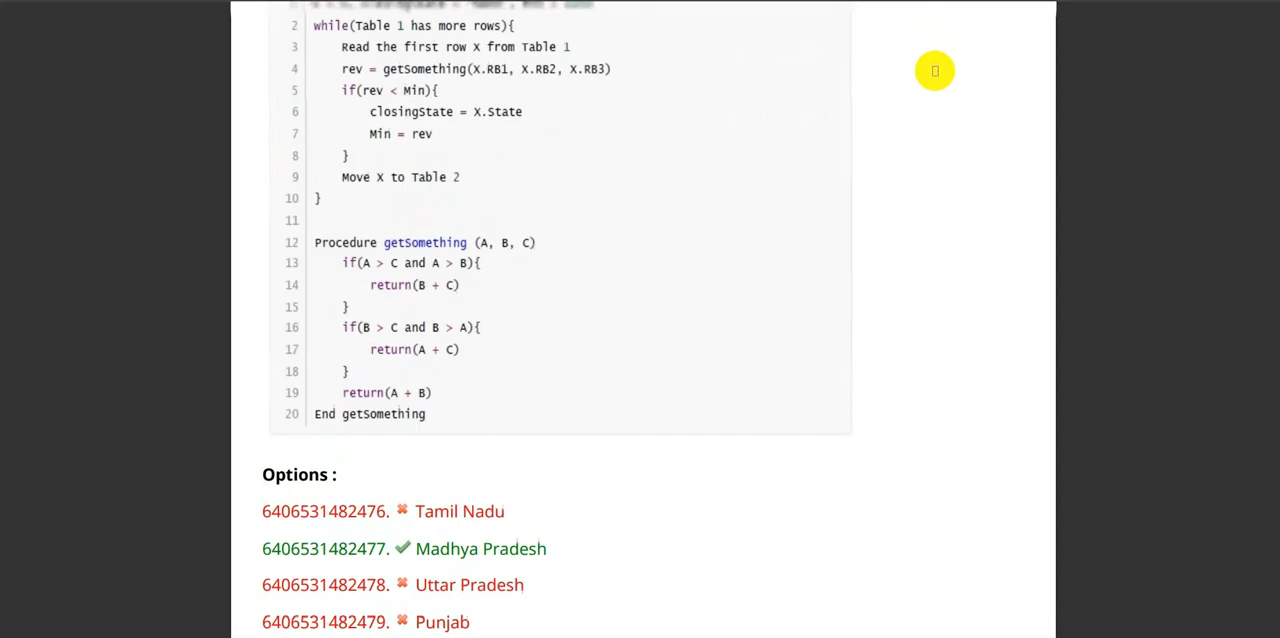 2 while(Table 1 has more rows){
3 Read the first row X from Table 1
4 rev = getSomething(X.RB1, X.RB2, X.RB3)
5 if(rev < Min){
6 closingState = X.State
7 Min = rev
8 }
9 Move X to Table 2
10 }
11
12 Procedure getSomething (A, B, C)
13 if(A > C and A > B){
14 return(B + C)
15 }
16 if(B > C and B > A){
17 return(A + C)
18 }
19 return(A + B)
20 End getSomething
Options :
6406531482476. ✖ Tamil Nadu
6406531482477. ✔ Madhya Pradesh
6406531482478. ✖ Uttar Pradesh
6406531482479. ✖ Punjab